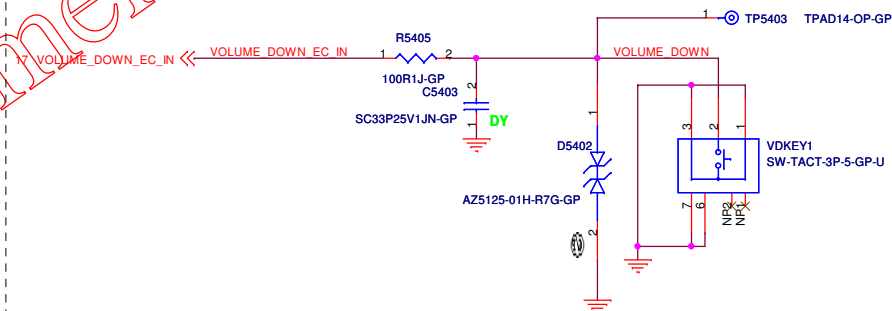 1 TP5403 TPAD14-OP-GP
R5405
17 VOLUME_DOWN_EC_IN VOLUME_DOWN_EC_IN 1 2 VOLUME_DOWN
100R1J-GP
C5403
2
SC33P25V1JN-GP 1 DY
1
D5402
AZ5125-01H-R7G-GP
2
3 2 1
VDKEY1
SW-TACT-3P-5-GP-U
7 6 NP2 NP1